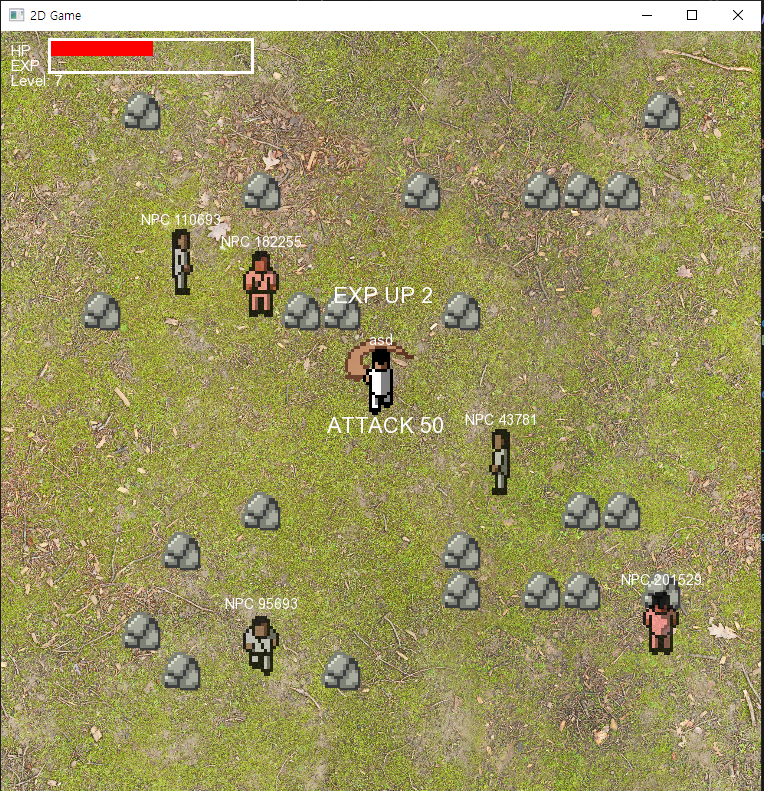 2D Game
HP
EXP
Level: 7
NPC 110693
NPC 162255
EXP UP 2
asd
ATTACK 50
NPC 43781
NPC 201529
NPC 95693